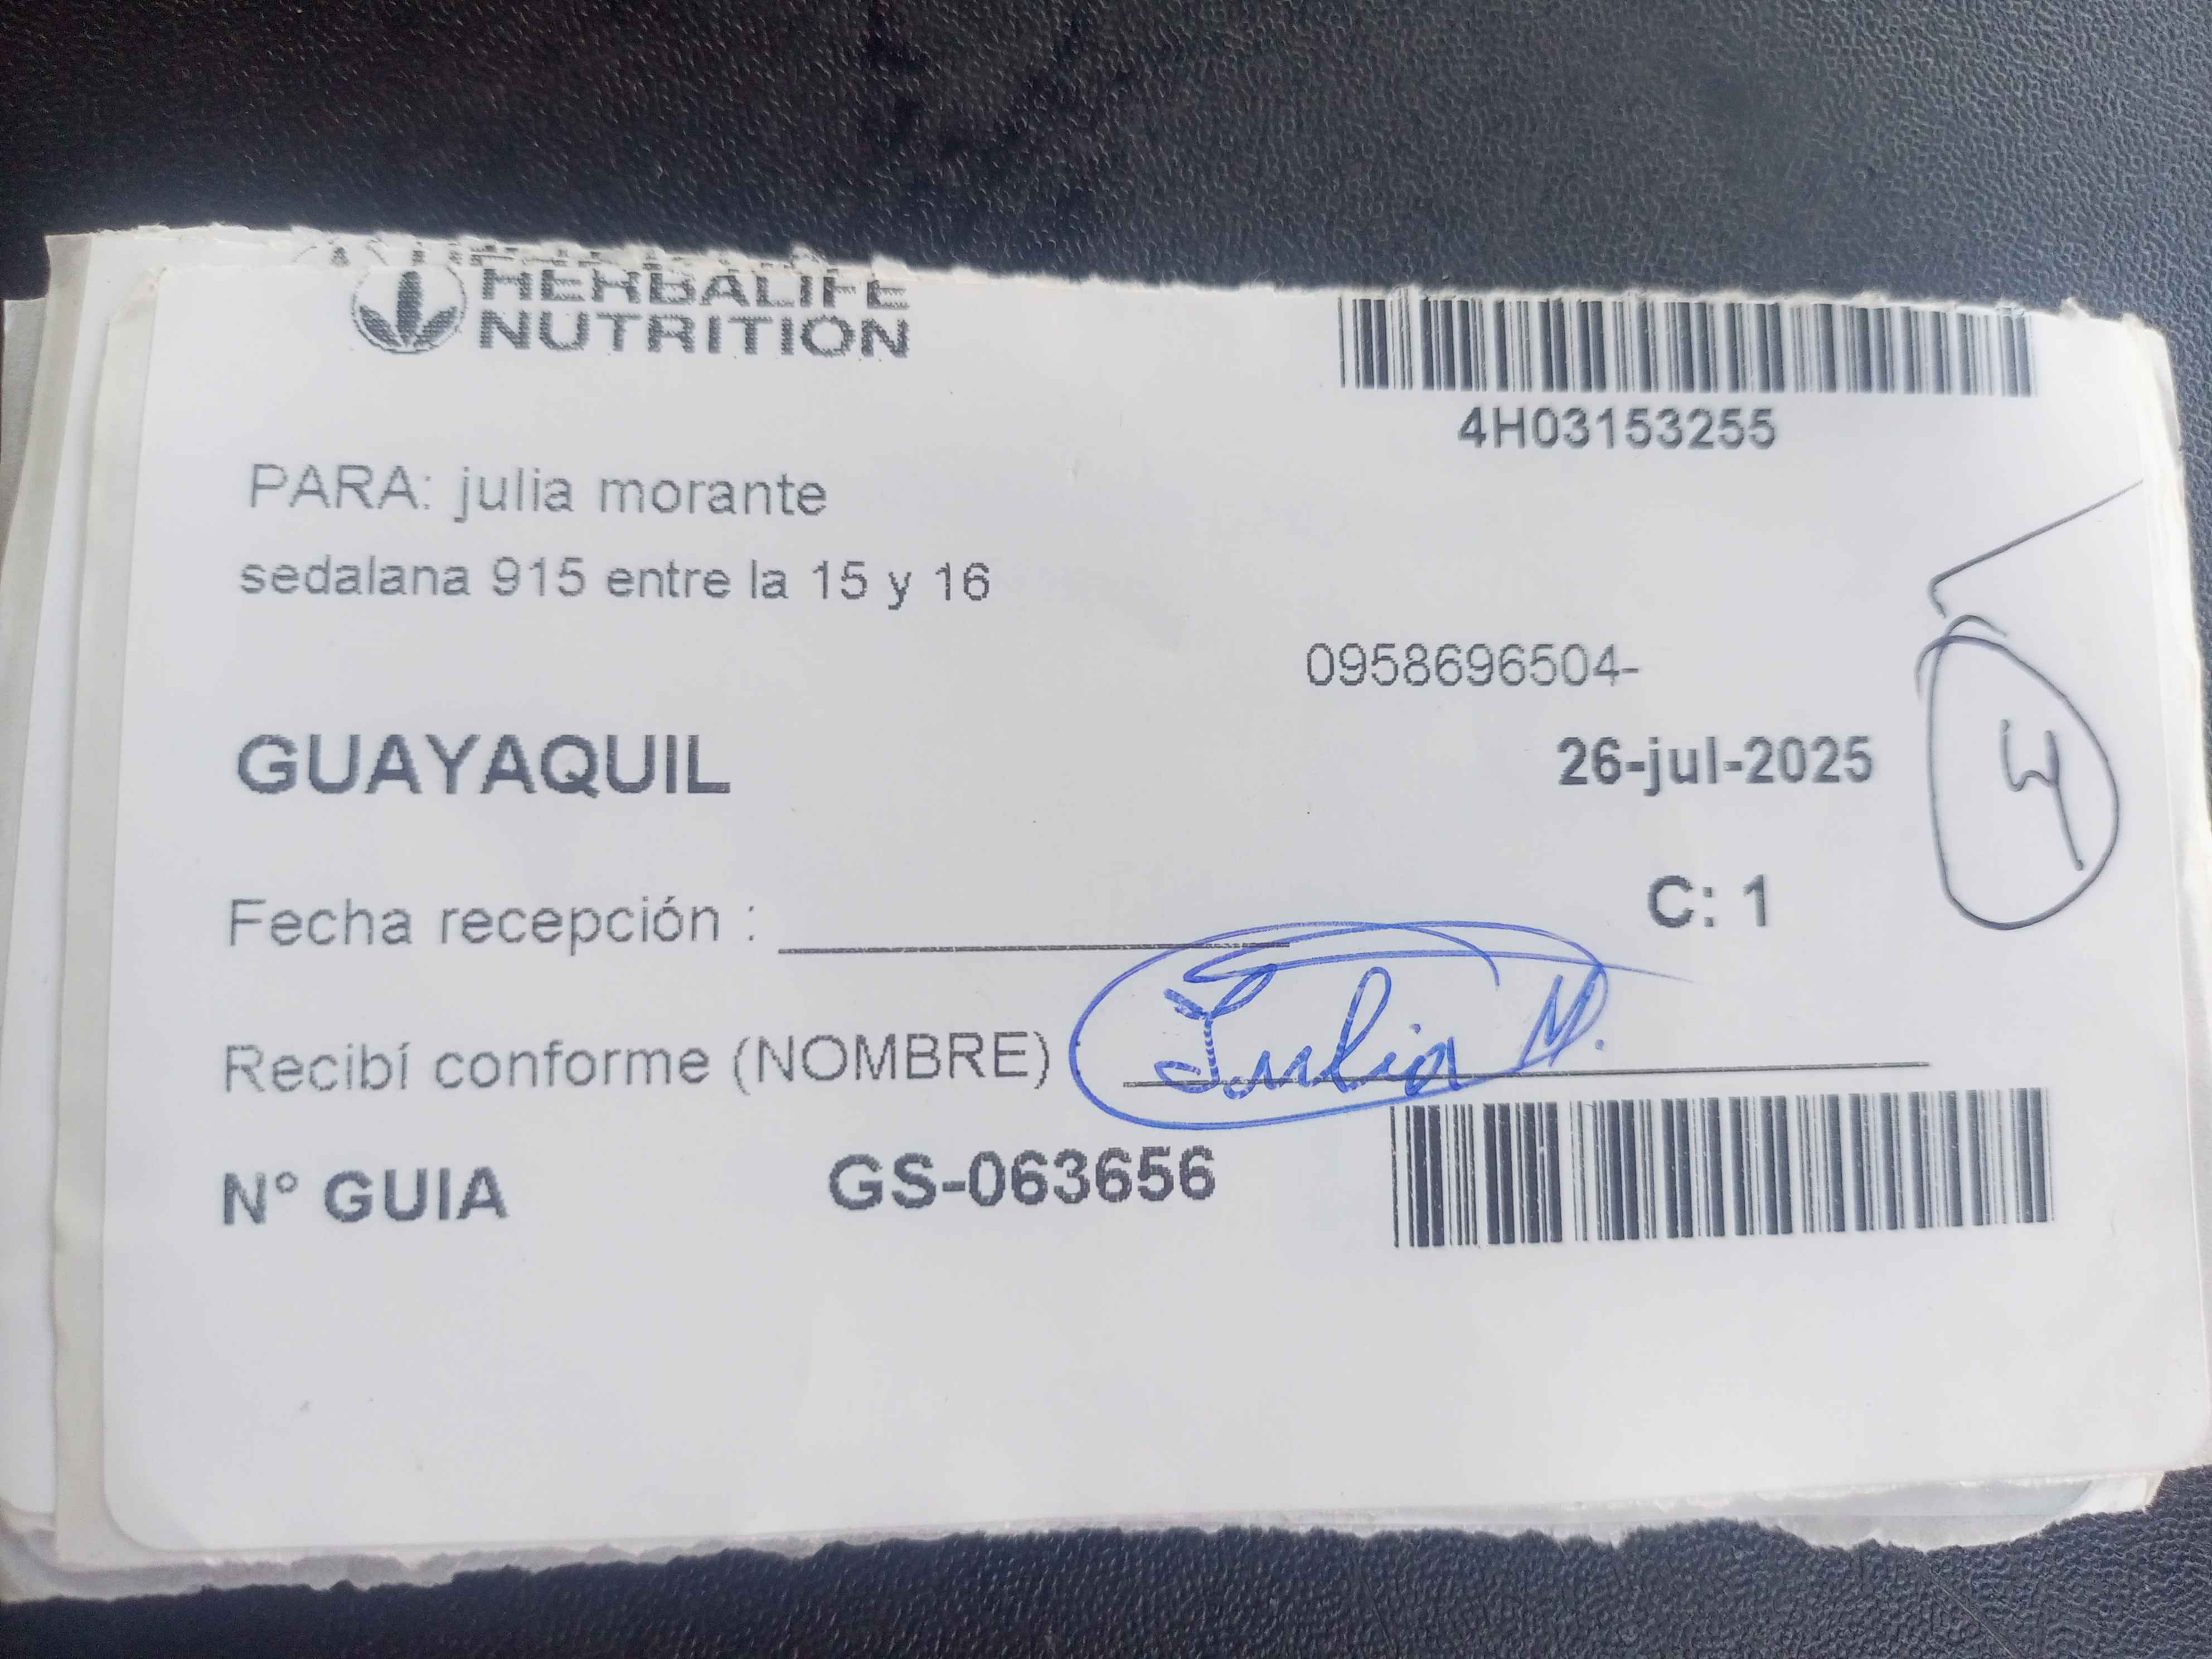 HERBALIFE
NUTRITION
4H03153255
PARA: julia morante
sedalana 915 entre la 15 y 16
0958696504-
GUAYAQUIL
26-jul-2025
4
C: 1
Fecha recepción :
Recibí conforme (NOMBRE) Julia M.
N° GUIA GS-063656